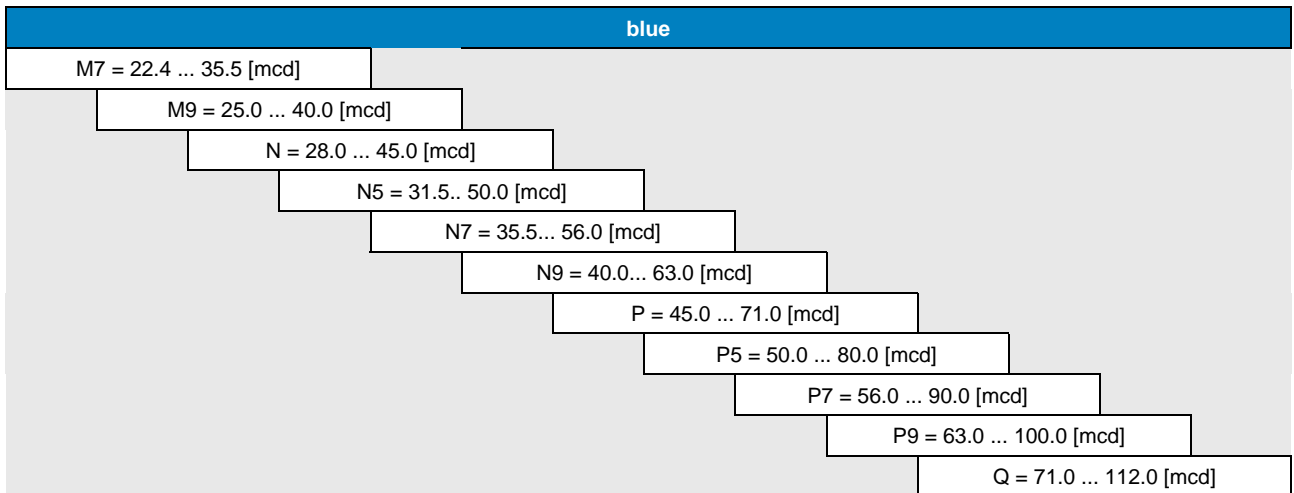 blue
M7 = 22.4 ... 35.5 [mcd]
M9 = 25.0 ... 40.0 [mcd]
N = 28.0 ... 45.0 [mcd]
N5 = 31.5.. 50.0 [mcd]
N7 = 35.5... 56.0 [mcd]
N9 = 40.0... 63.0 [mcd]
P = 45.0 ... 71.0 [mcd]
P5 = 50.0 ... 80.0 [mcd]
P7 = 56.0 ... 90.0 [mcd]
P9 = 63.0 ... 100.0 [mcd]
Q = 71.0 ... 112.0 [mcd]